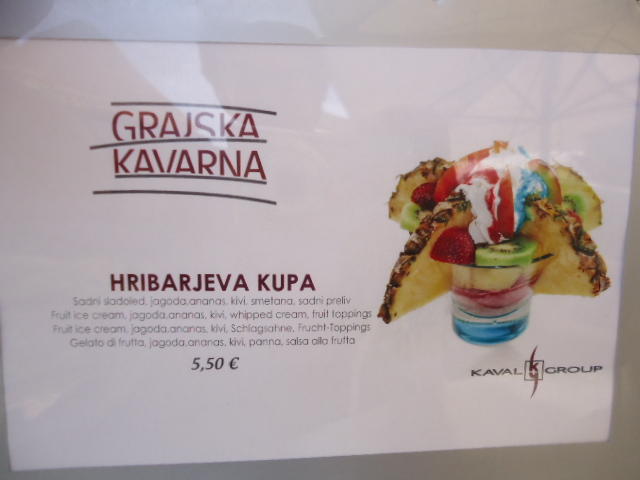 GRAJSKA
KAVARNA
HRIBARJEVA KUPA
Sadni sladoled, jagoda,ananas, kivi, smetana, sadni preliv
Fruit ice cream, jagoda,ananas, kivi, whipped cream, fruit toppings
Fruit ice cream, jagoda,ananas, kivi, Schlagsahne, Frucht-Toppings
Gelato di frutta, jagoda,ananas, kivi, panna, salsa alla frutta
5,50 €
KAVAL K GROUP